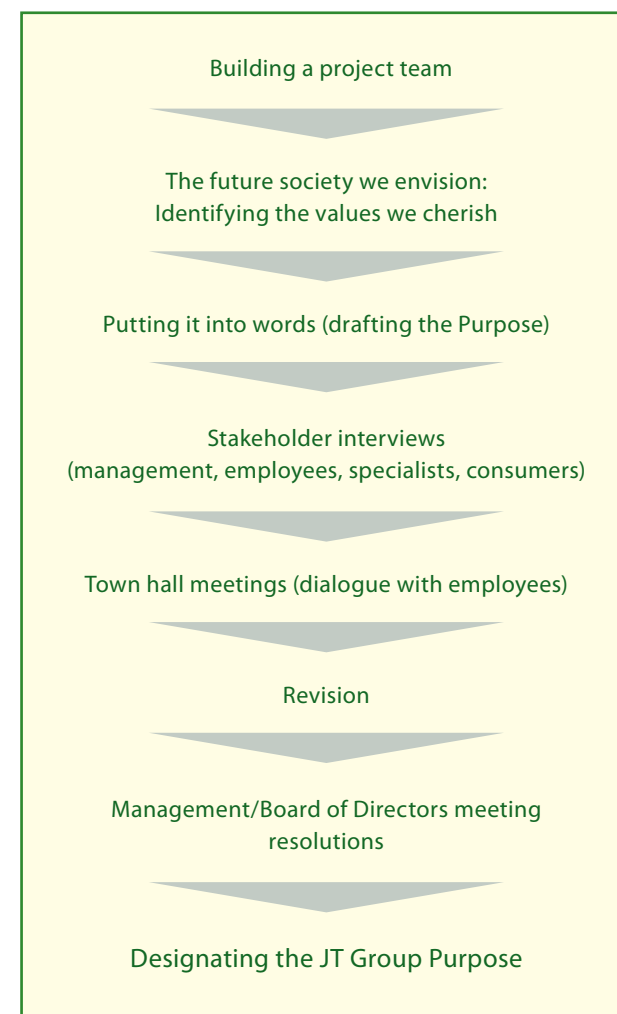 Building a project team
The future society we envision:
Identifying the values we cherish
Putting it into words (drafting the Purpose)
Stakeholder interviews
(management, employees, specialists, consumers)
Town hall meetings (dialogue with employees)
Revision
Management/Board of Directors meeting
resolutions
Designating the JT Group Purpose